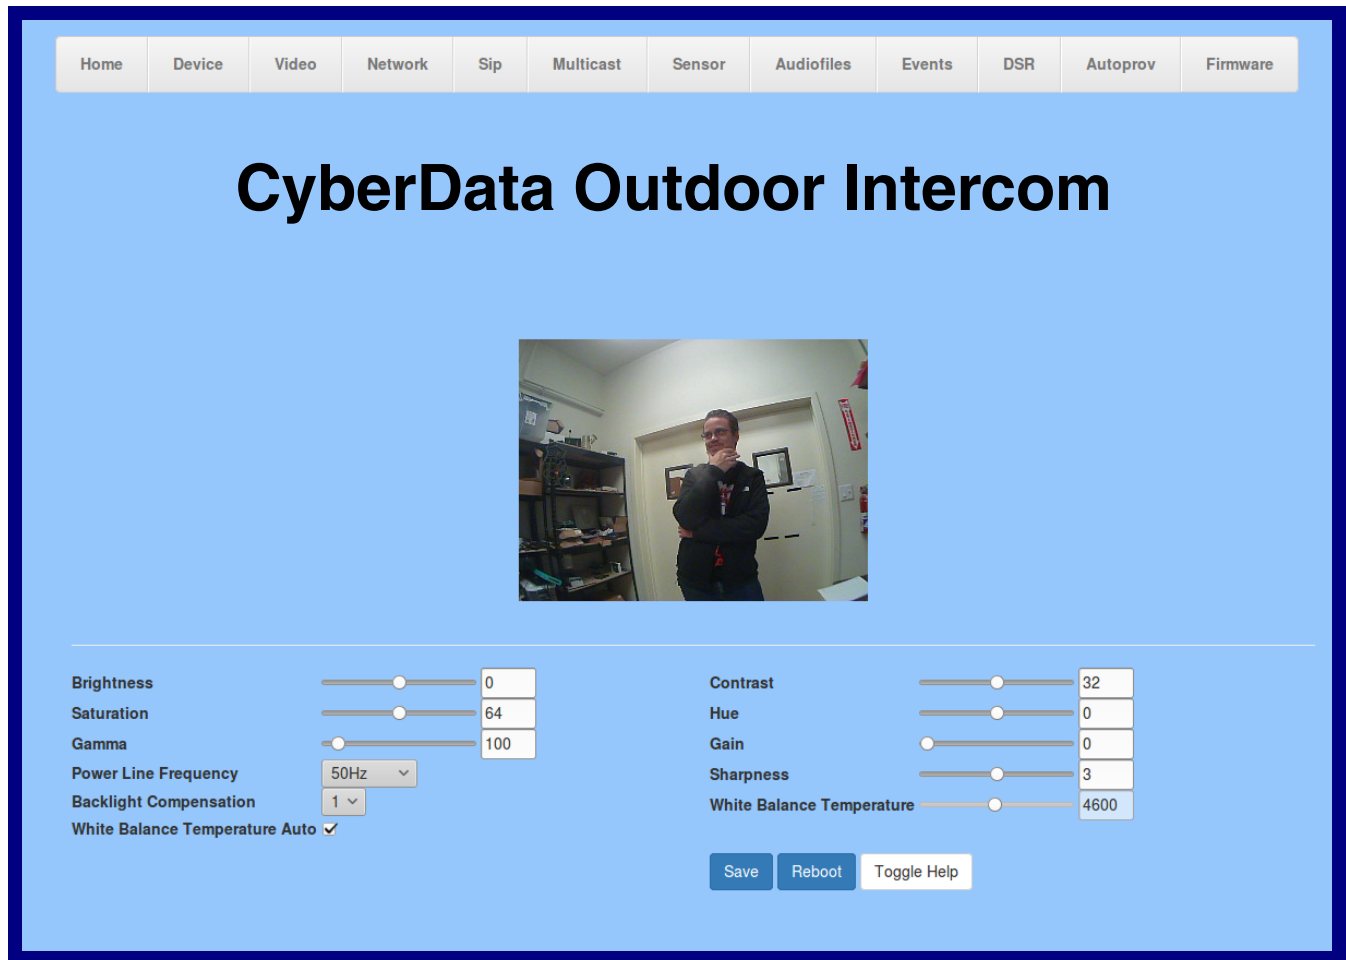 Home Device Video Network Sip Multicast Sensor Audiofiles Events DSR Autoprov Firmware
CyberData Outdoor Intercom
Brightness 0
Saturation 64
Gamma 100
Power Line Frequency 50Hz
Backlight Compensation 1
White Balance Temperature Auto
Contrast 32
Hue 0
Gain 0
Sharpness 3
White Balance Temperature 4600
Save Reboot Toggle Help